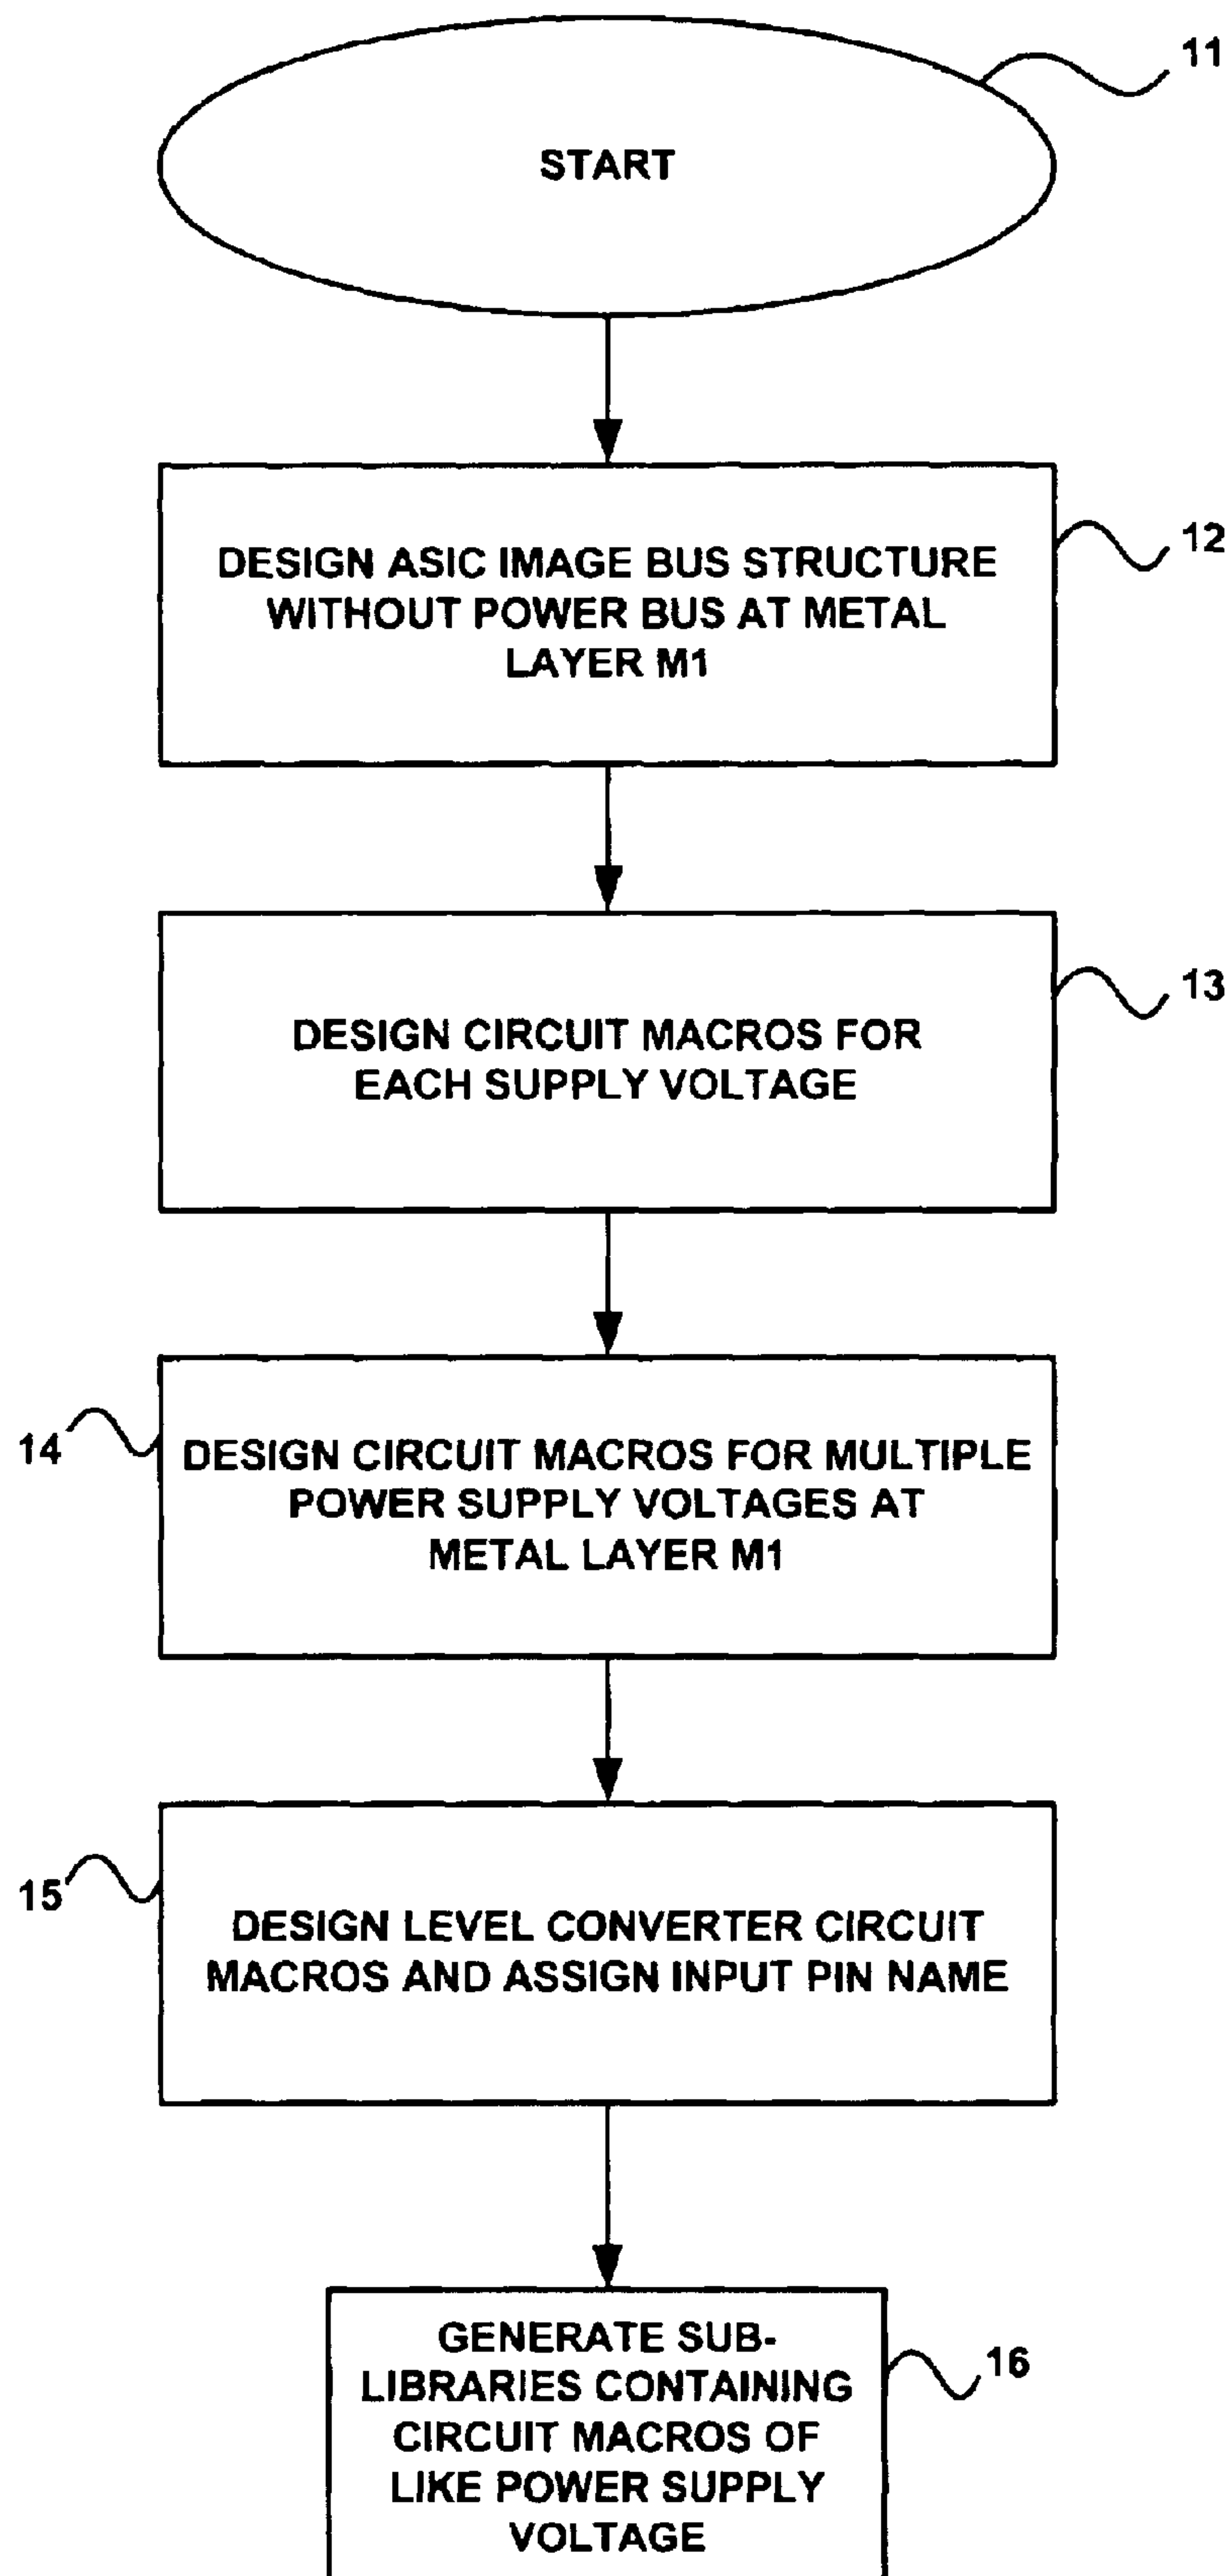 11
START
12
DESIGN ASIC IMAGE BUS STRUCTURE
WITHOUT POWER BUS AT METAL
LAYER M1
13
DESIGN CIRCUIT MACROS FOR
EACH SUPPLY VOLTAGE
14
DESIGN CIRCUIT MACROS FOR MULTIPLE
POWER SUPPLY VOLTAGES AT
METAL LAYER M1
15
DESIGN LEVEL CONVERTER CIRCUIT
MACROS AND ASSIGN INPUT PIN NAME
16
GENERATE SUB-
LIBRARIES CONTAINING
CIRCUIT MACROS OF
LIKE POWER SUPPLY
VOLTAGE